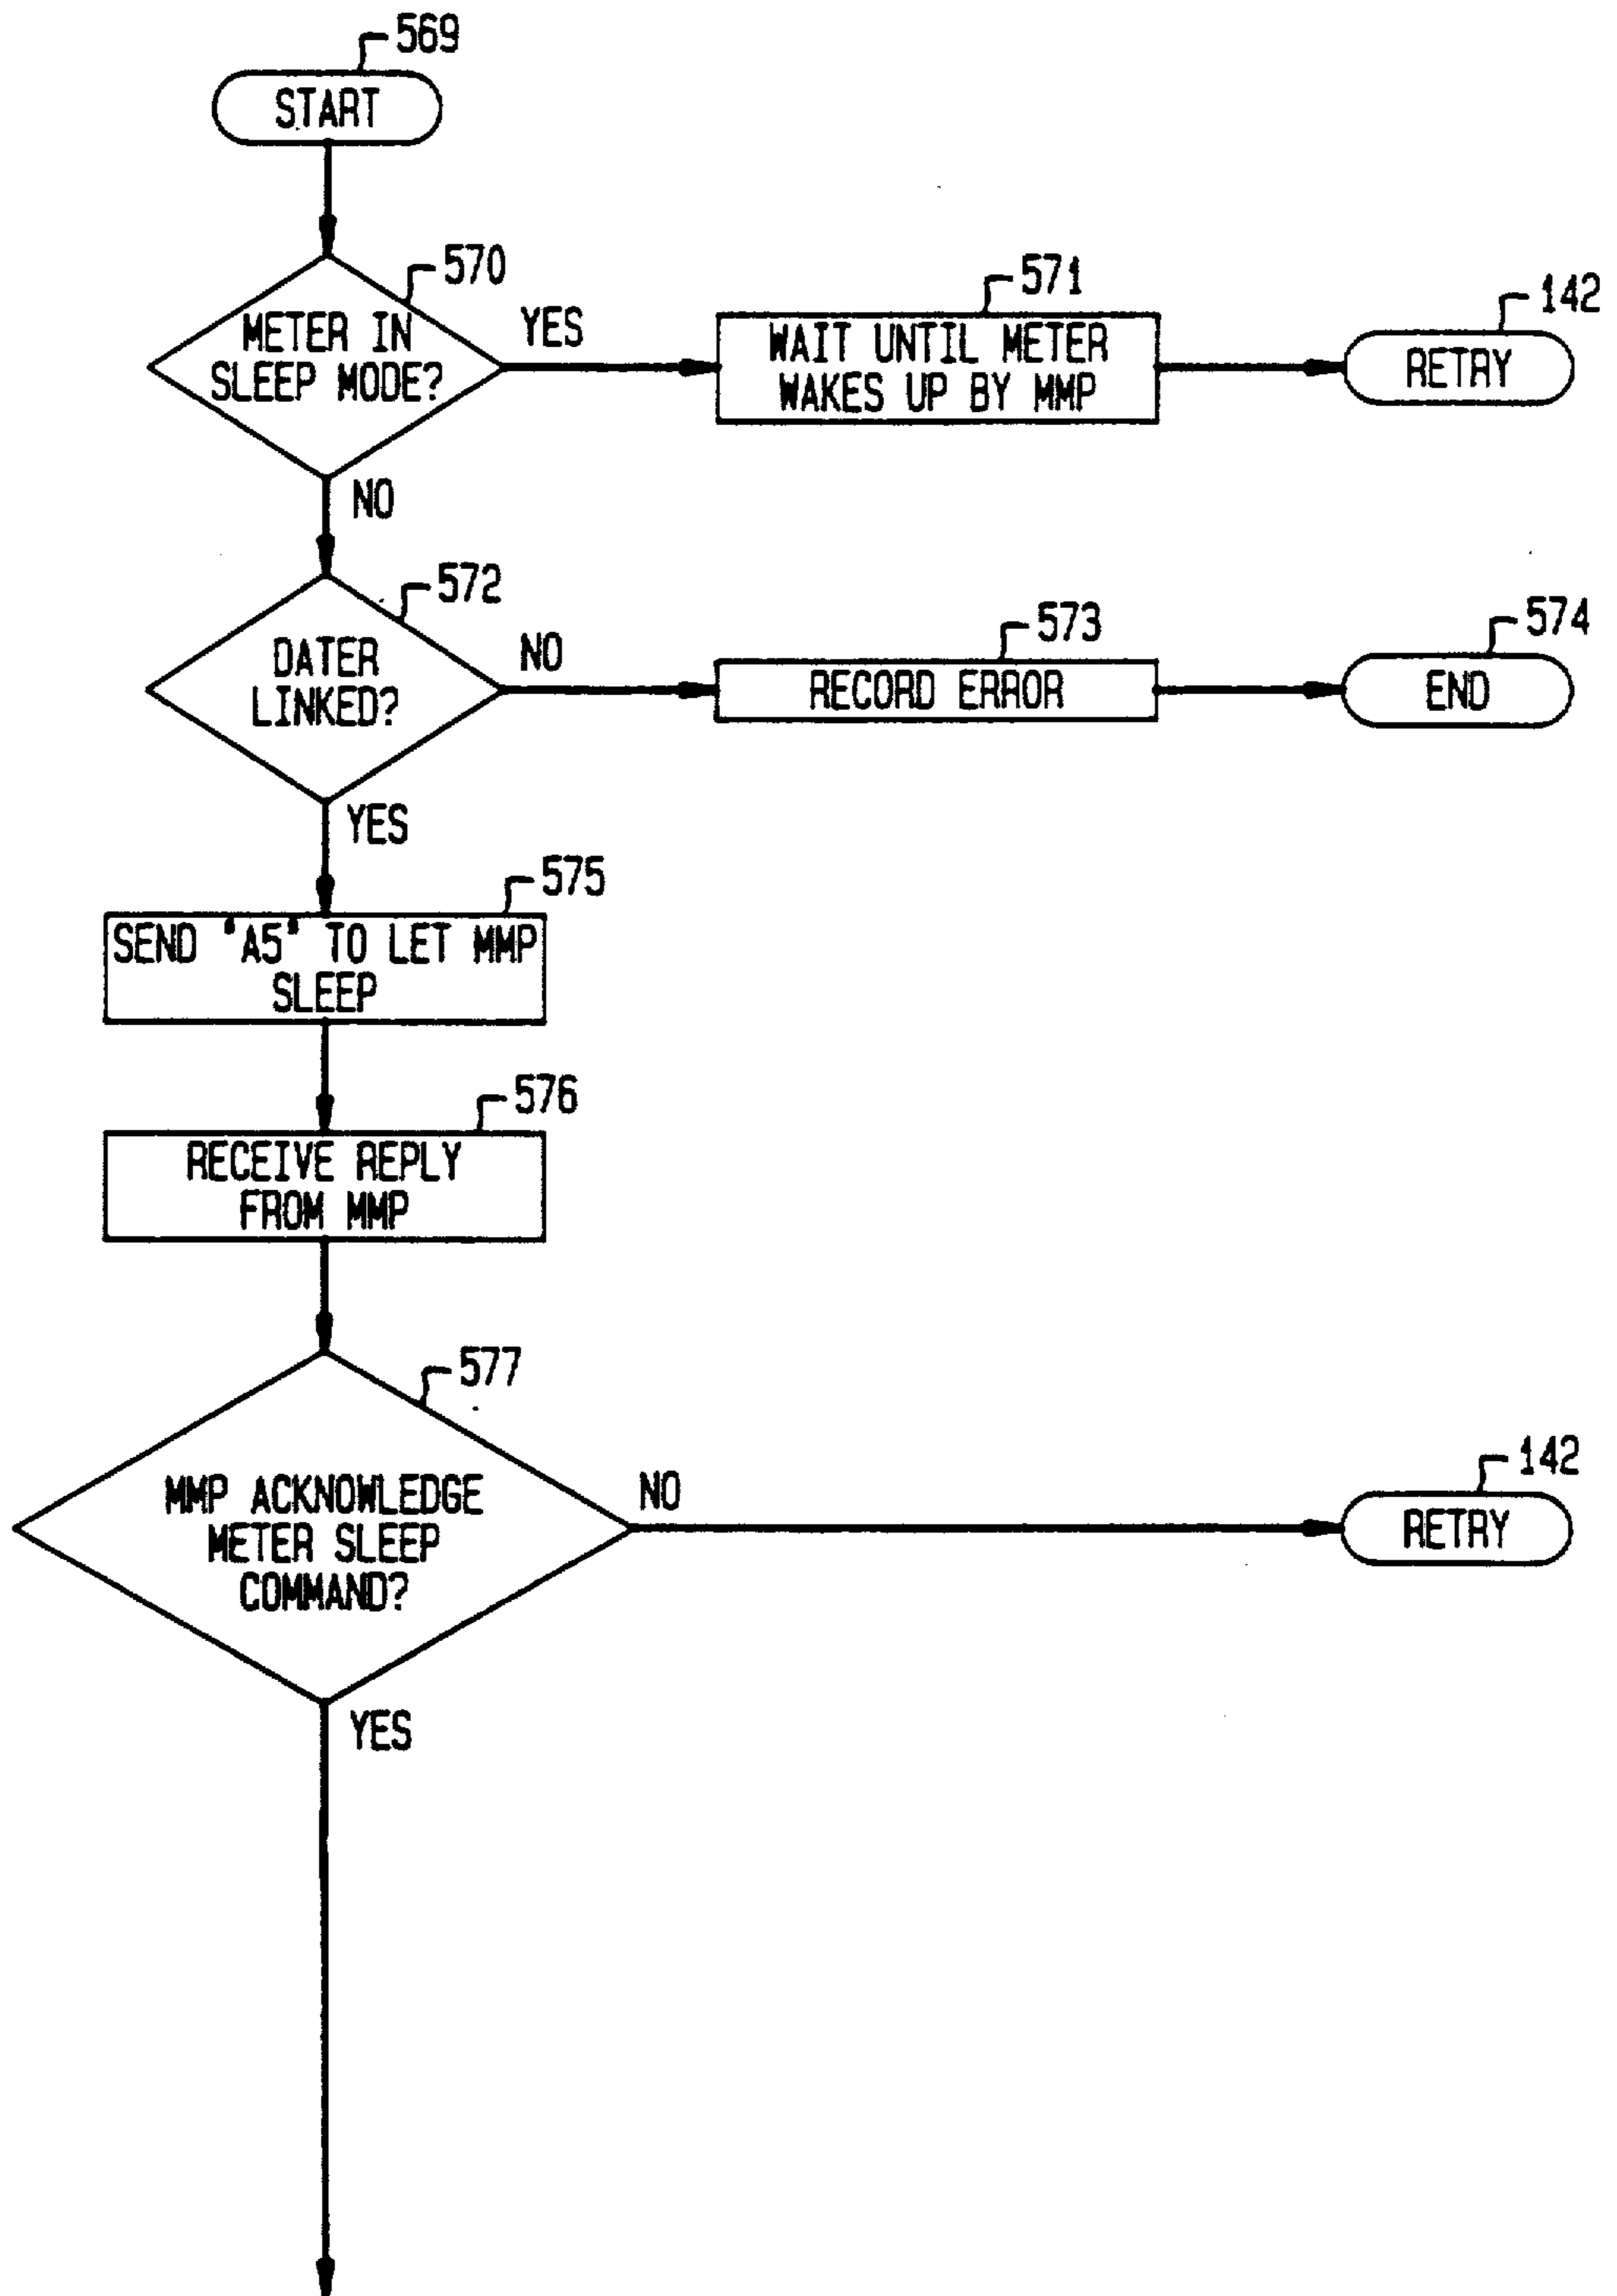 569
START
570
METER IN
SLEEP MODE?
YES
571
WAIT UNTIL METER
WAKES UP BY MMP
142
RETRY
NO
572
DATER
LINKED?
NO
573
RECORD ERROR
574
END
YES
575
SEND "A5" TO LET MMP
SLEEP
576
RECEIVE REPLY
FROM MMP
577
MMP ACKNOWLEDGE
METER SLEEP
COMMAND?
NO
142
RETRY
YES